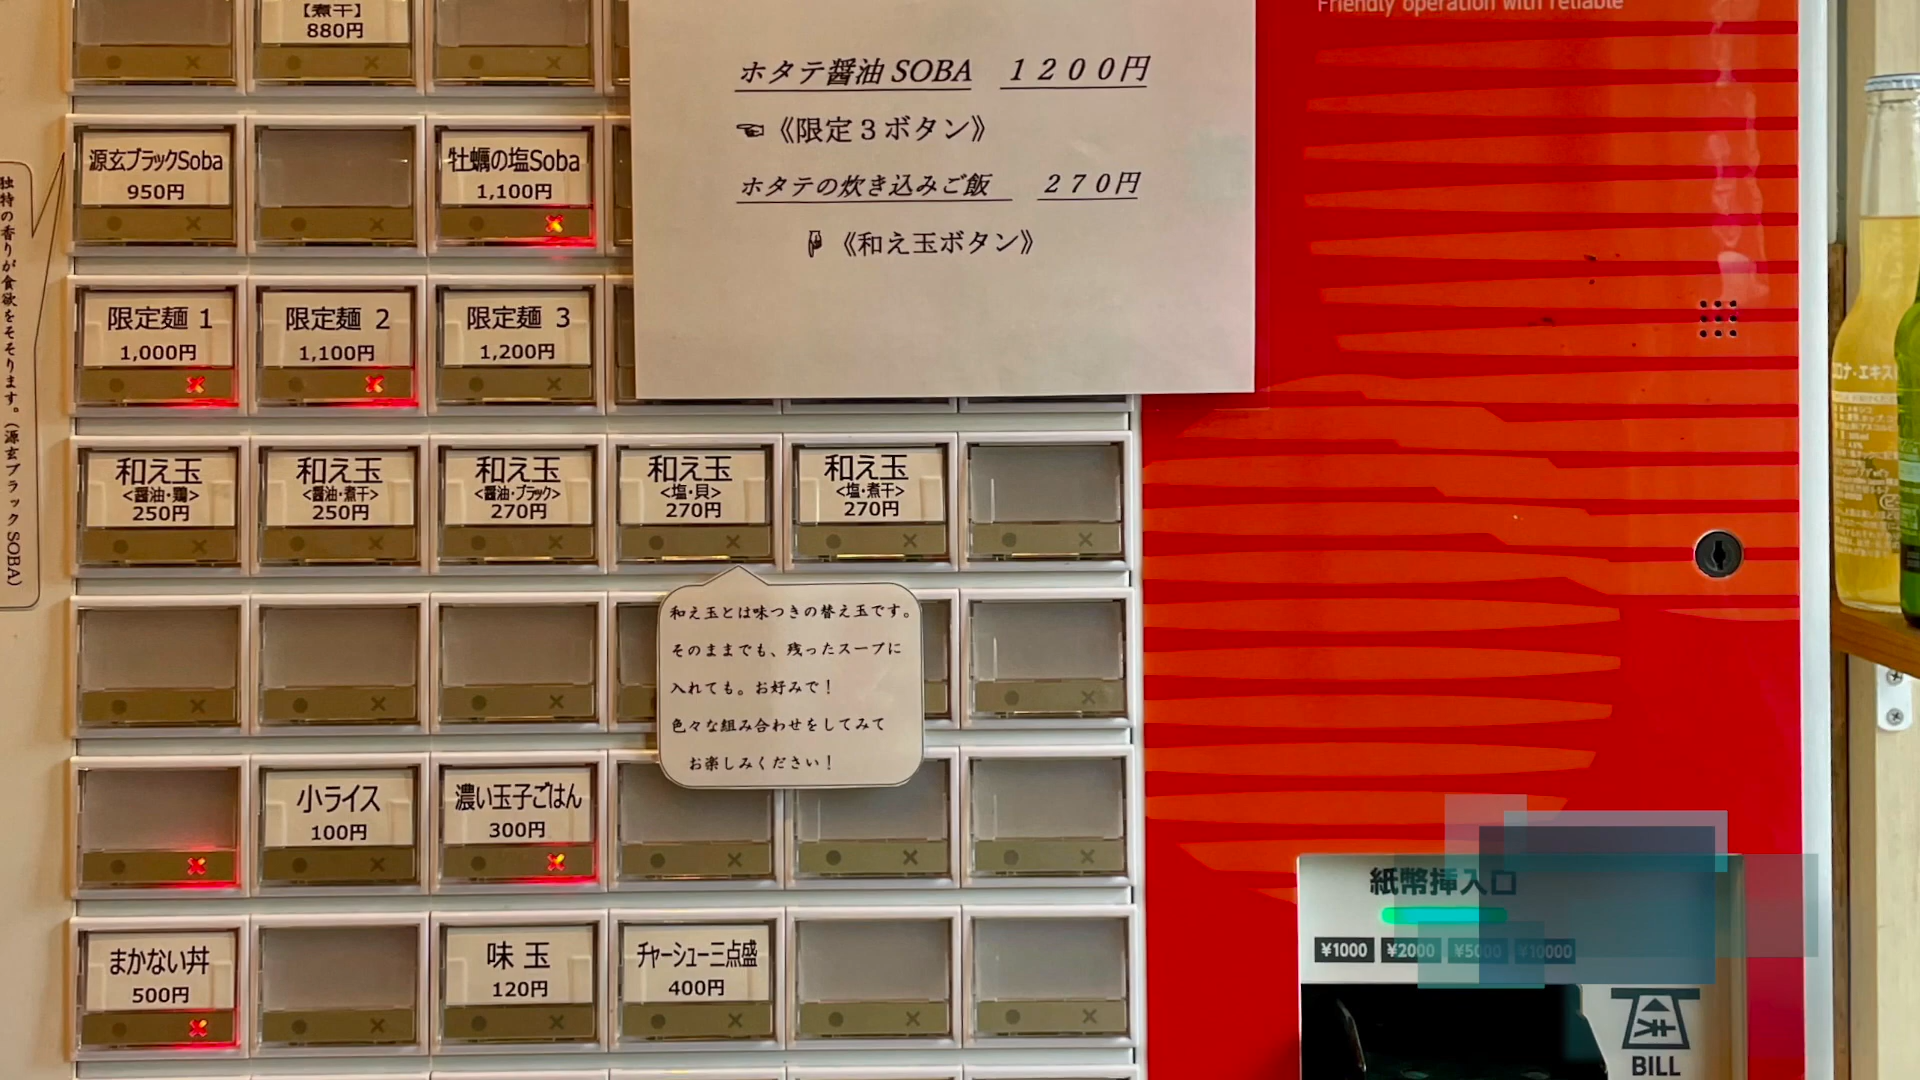 【煮干】
880円
Friendly operation with reliable
ホタテ醤油 SOBA １２００円
☜《限定３ボタン》
ホタテの炊き込みご飯 ２７０円
☟《和え玉ボタン》
源玄ブラックSoba
950円
牡蠣の塩Soba
1,100円
独特の香りが食欲をそそります。(源玄ブラックSOBA)
限定麺 1
1,000円
限定麺 2
1,100円
限定麺 3
1,200円
和え玉
<醤油・鶏>
250円
和え玉
<醤油・煮干>
250円
和え玉
<醤油・ブラック>
270円
和え玉
<塩・貝>
270円
和え玉
<塩・煮干>
270円
和え玉とは味つきの替え玉です。
そのままでも、残ったスープに
入れても。お好みで！
色々な組み合わせをしてみて
お楽しみください！
小ライス
100円
濃い玉子ごはん
300円
まかない丼
500円
味 玉
120円
チャーシュー三点盛
400円
紙幣挿入口
¥1000 ¥2000 ¥5000 ¥10000
BILL
コロナ・エキス